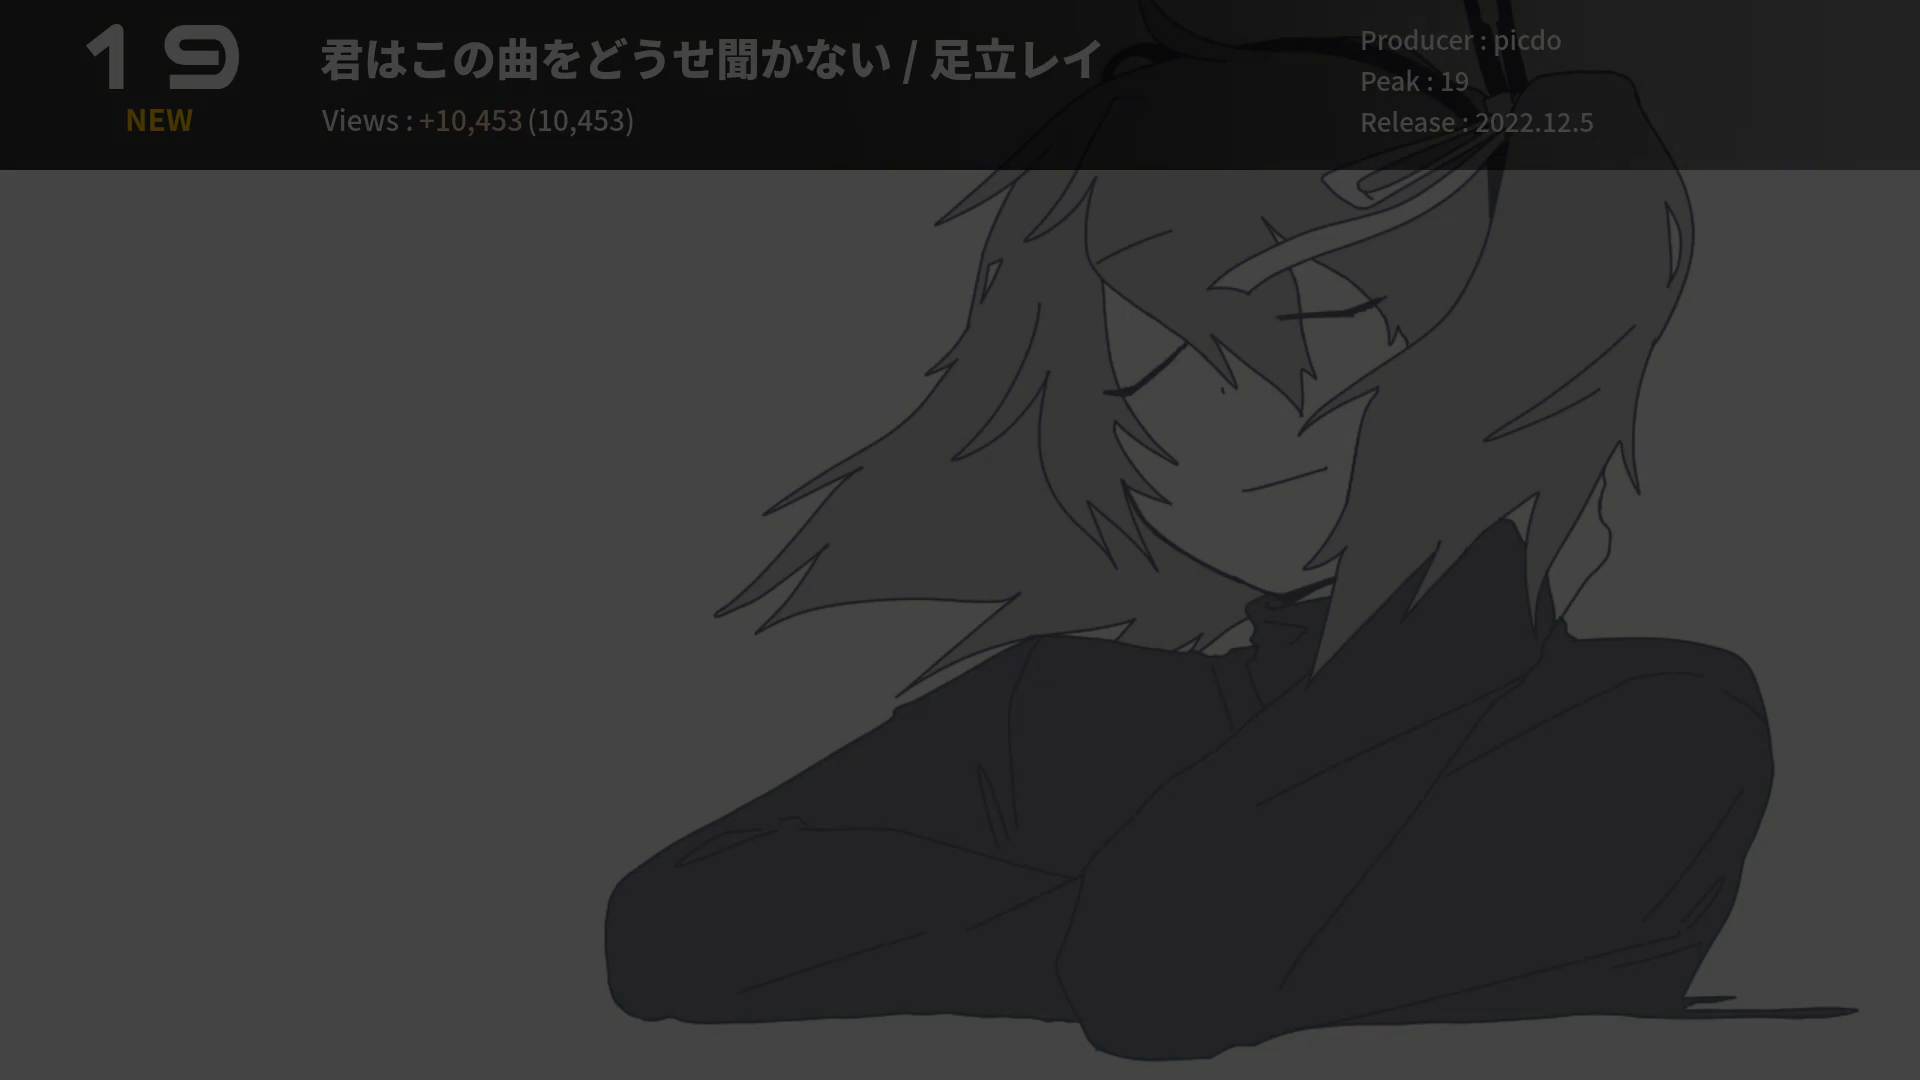 19
NEW
君はこの曲をどうせ聞かない / 足立レイ
Views : +10,453 (10,453)
Producer : picdo
Peak : 19
Release : 2022.12.5